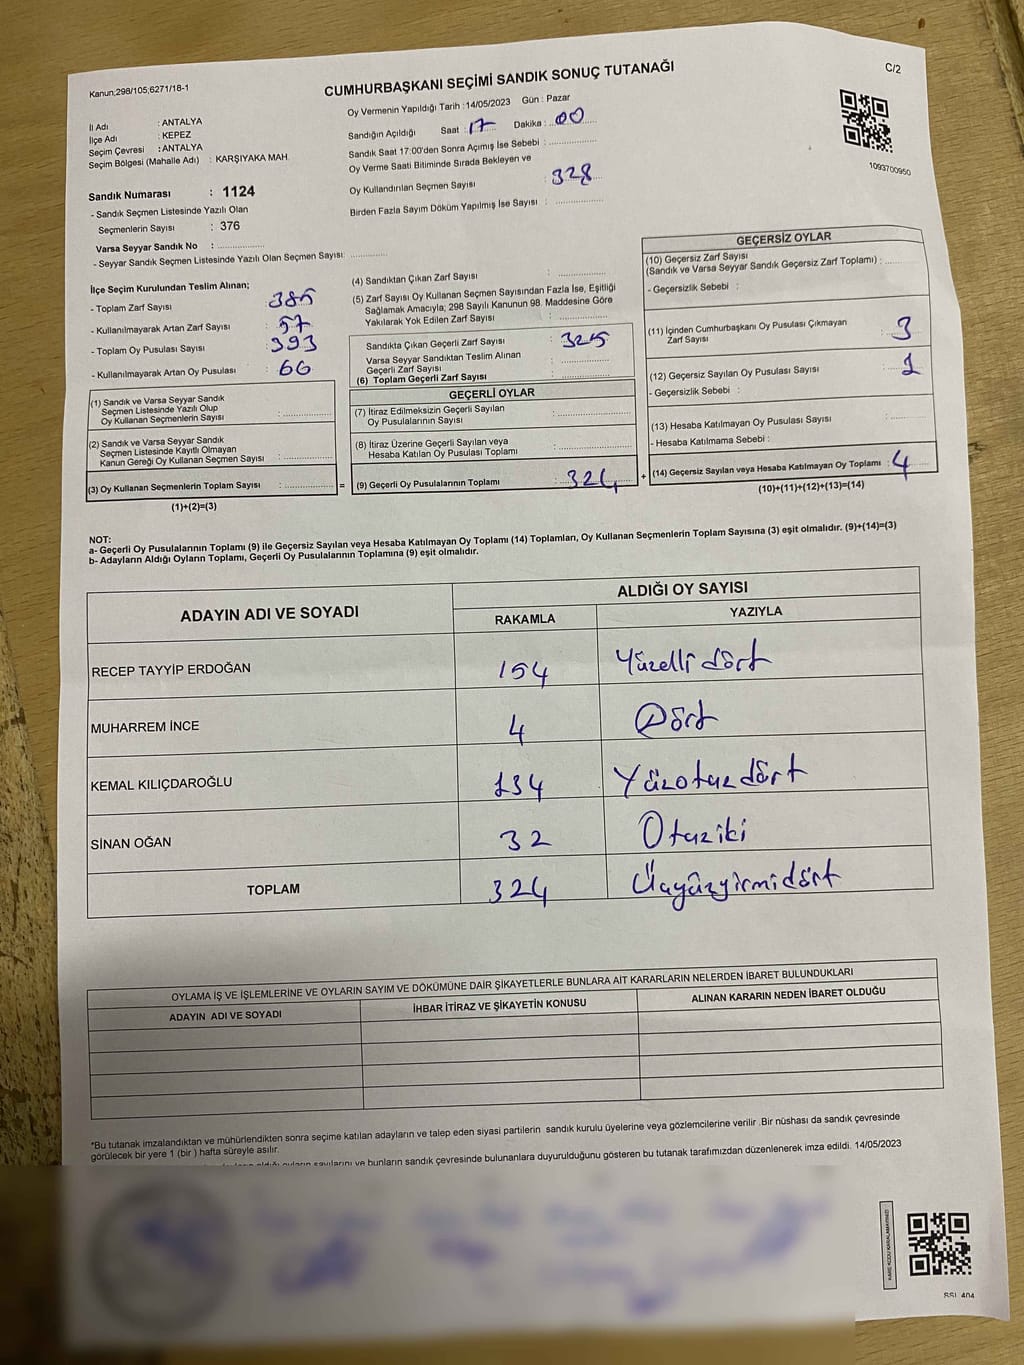 Kanun;298/105;6271/18-1
CUMHURBAŞKANI SEÇİMİ SANDIK SONUÇ TUTANAĞI
C/2
Oy Vermenin Yapıldığı Tarih : 14/05/2023 Gün : Pazar
İl Adı : ANTALYA
İlçe Adı : KEPEZ
Seçim Çevresi : ANTALYA
Seçim Bölgesi (Mahalle Adı) : KARŞIYAKA MAH.
Sandığın Açıldığı Saat : 17 Dakika : 00
Sandık Saat 17:00'den Sonra Açımış İse Sebebi :
Oy Verme Saati Bitiminde Sırada Bekleyen ve
Oy Kullandırılan Seçmen Sayısı : 328
Birden Fazla Sayım Döküm Yapılmış İse Sayısı :
1093700950
Sandık Numarası : 1124
- Sandık Seçmen Listesinde Yazılı Olan
Seçmenlerin Sayısı : 376
Varsa Seyyar Sandık No :
- Seyyar Sandık Seçmen Listesinde Yazılı Olan Seçmen Sayısı:
İlçe Seçim Kurulundan Teslim Alınan;
- Toplam Zarf Sayısı : 385
- Kullanılmayarak Artan Zarf Sayısı : 57
- Toplam Oy Pusulası Sayısı : 393
- Kullanılmayarak Artan Oy Pusulası : 66
(1) Sandık ve Varsa Seyyar Sandık
Seçmen Listesinde Yazılı Olup
Oy Kullanan Seçmenlerin Sayısı :
(2) Sandık ve Varsa Seyyar Sandık
Seçmen Listesinde Kayıtlı Olmayan
Kanun Gereği Oy Kullanan Seçmen Sayısı :
(3) Oy Kullanan Seçmenlerin Toplam Sayısı : =
(1)+(2)=(3)
(4) Sandıktan Çıkan Zarf Sayısı :
(5) Zarf Sayısı Oy Kullanan Seçmen Sayısından Fazla İse, Eşitliği
Sağlamak Amacıyla; 298 Sayılı Kanunun 98. Maddesine Göre
Yakılarak Yok Edilen Zarf Sayısı :
Sandıkta Çıkan Geçerli Zarf Sayısı : 325
Varsa Seyyar Sandıktan Teslim Alınan
Geçerli Zarf Sayısı :
(6) Toplam Geçerli Zarf Sayısı :
GEÇERLİ OYLAR
(7) İtiraz Edilmeksizin Geçerli Sayılan
Oy Pusulalarının Sayısı :
(8) İtiraz Üzerine Geçerli Sayılan veya
Hesaba Katılan Oy Pusulası Toplamı :
(9) Geçerli Oy Pusulalarının Toplamı : 324 +
GEÇERSİZ OYLAR
(10) Geçersiz Zarf Sayısı
(Sandık ve Varsa Seyyar Sandık Geçersiz Zarf Toplamı) :
- Geçersizlik Sebebi :
(11) İçinden Cumhurbaşkanı Oy Pusulası Çıkmayan
Zarf Sayısı : 3
(12) Geçersiz Sayılan Oy Pusulası Sayısı : 1
- Geçersizlik Sebebi :
(13) Hesaba Katılmayan Oy Pusulası Sayısı :
- Hesaba Katılmama Sebebi :
(14) Geçersiz Sayılan veya Hesaba Katılmayan Oy Toplamı : 4
(10)+(11)+(12)+(13)=(14)
NOT:
a- Geçerli Oy Pusulalarının Toplamı (9) ile Geçersiz Sayılan veya Hesaba Katılmayan Oy Toplamı (14) Toplamları, Oy Kullanan Seçmenlerin Toplam Sayısına (3) eşit olmalıdır. (9)+(14)=(3)
b- Adayların Aldığı Oyların Toplamı, Geçerli Oy Pusulalarının Toplamına (9) eşit olmalıdır.
ADAYIN ADI VE SOYADI
ALDIĞI OY SAYISI
RAKAMLA YAZIYLA
RECEP TAYYİP ERDOĞAN 154 Yüzelli dört
MUHARREM İNCE 4 Dört
KEMAL KILIÇDAROĞLU 134 Yüzotuz dört
SİNAN OĞAN 32 Otuziki
TOPLAM 324 Üçyüzyirmidört
OYLAMA İŞ VE İŞLEMLERİNE VE OYLARIN SAYIM VE DÖKÜMÜNE DAİR ŞİKAYETLERLE BUNLARA AİT KARARLARIN NELERDEN İBARET BULUNDUKLARI
ADAYIN ADI VE SOYADI İHBAR İTİRAZ VE ŞİKAYETİN KONUSU ALINAN KARARIN NEDEN İBARET OLDUĞU
*Bu tutanak imzalandıktan ve mühürlendikten sonra seçime katılan adayların ve talep eden siyasi partilerin sandık kurulu üyelerine veya gözlemcilerine verilir .Bir nüshası da sandık çevresinde
görülecek bir yere 1 (bir ) hafta süreyle asılır.
sayılarını ve bunların sandık çevresinde bulunanlara duyurulduğunu gösteren bu tutanak tarafımızdan düzenlenerek imza edildi. 14/05/2023
KARE KODU KARALAMAYINIZ!